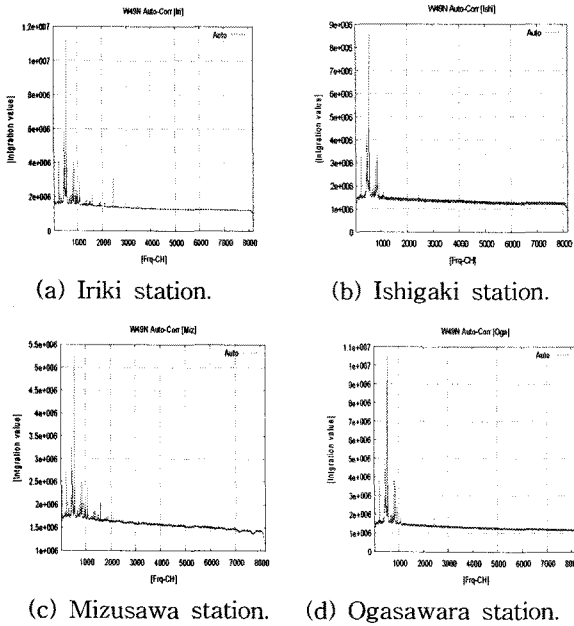 W49N Auto-Corr [Iri]
Auto
1.2e+007
1e+007
8e+006
6e+006
4e+006
2e+006
0
[Intgration value]
1000 2000 3000 4000 5000 6000 7000 8000
[Frq-CH]
(a) Iriki station.
W49N Auto-Corr [Ishi]
Auto
9e+006
8e+006
7e+006
6e+006
5e+006
4e+006
3e+006
2e+006
1e+006
0
[Intgration value]
1000 2000 3000 4000 5000 6000 7000 8000
[Frq-CH]
(b) Ishigaki station.
W49N Auto-Corr [Miz]
Auto
5.5e+006
5e+006
4.5e+006
4e+006
3.5e+006
3e+006
2.5e+006
2e+006
1.5e+006
1e+006
[Intgration value]
1000 2000 3000 4000 5000 6000 7000 8000
[Frq-CH]
(c) Mizusawa station.
W49N Auto-Corr [Oga]
Auto
1.1e+007
1e+007
9e+006
8e+006
7e+006
6e+006
5e+006
4e+006
3e+006
2e+006
1e+006
0
[Intgration value]
1000 2000 3000 4000 5000 6000 7000 8000
[Frq-CH]
(d) Ogasawara station.